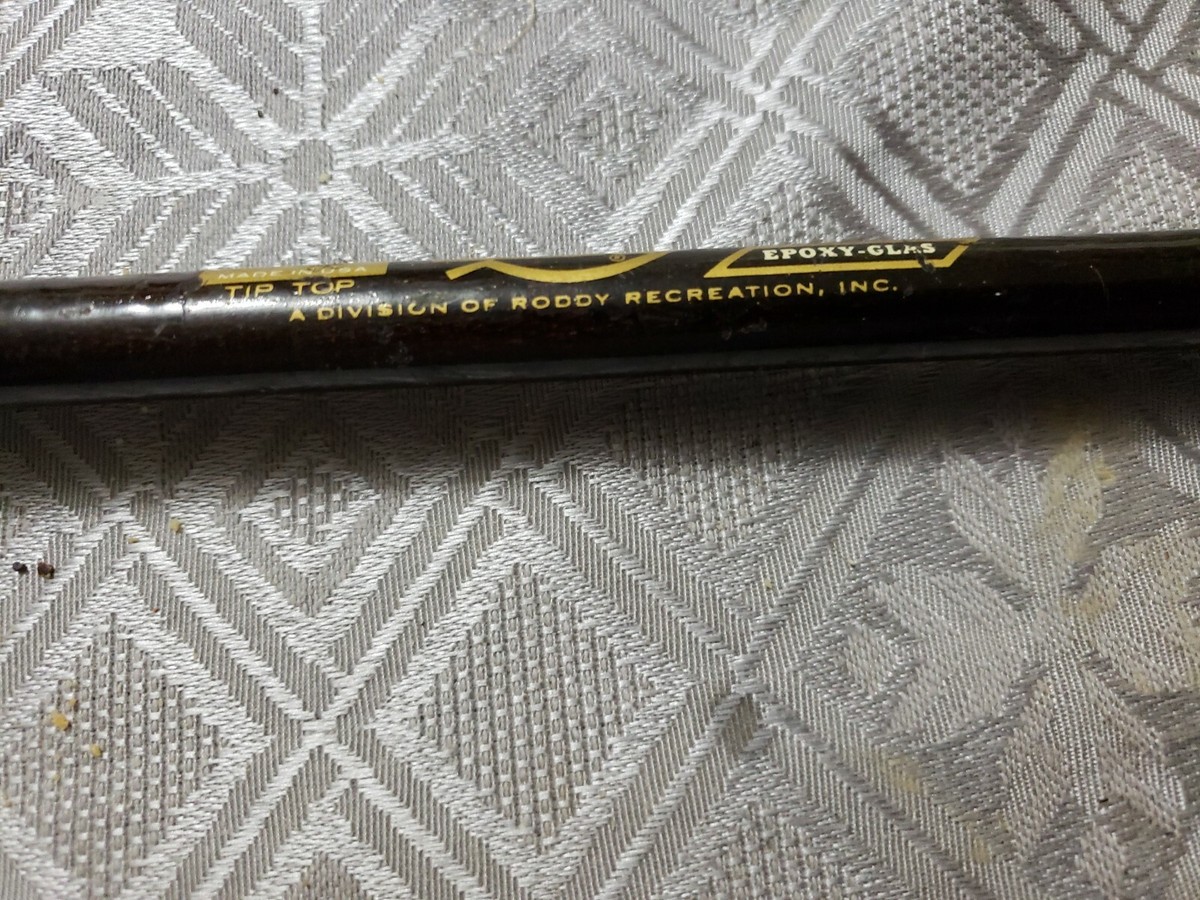 MADE IN USA
TIP TOP
®
EPOXY-GLAS
A DIVISION OF RODDY RECREATION, INC.